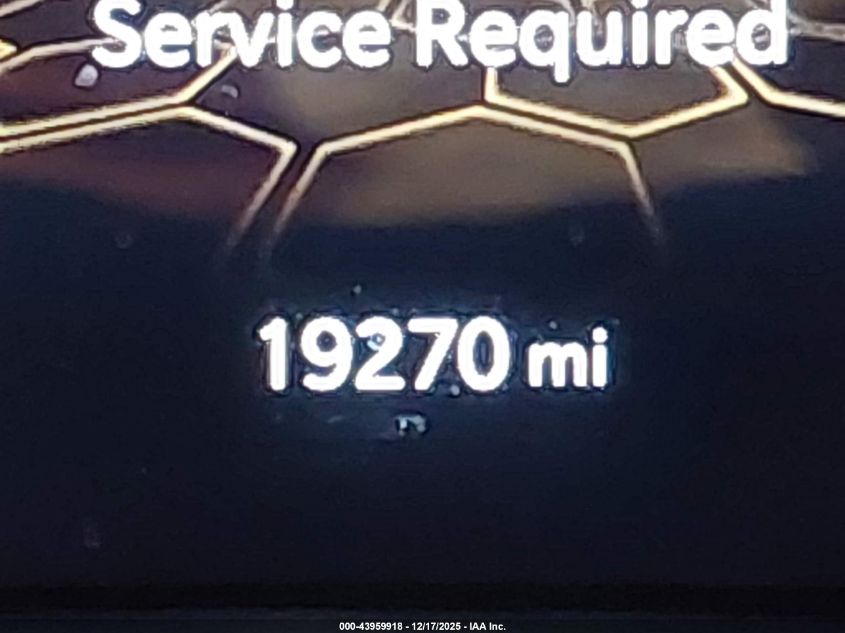 Service Required
19270 mi
000-43959918 - 12/17/2025 - IAA Inc.